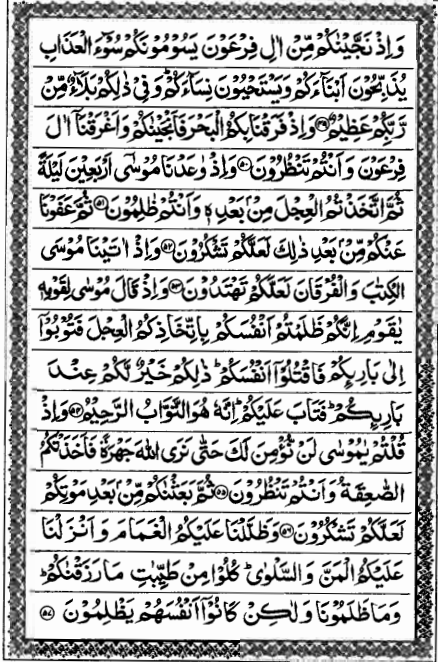 وَاِذْ نَجَّيْنٰكُمْ مِّنْ اٰلِ فِرْعَوْنَ يَسُوْمُوْنَكُمْ سُوْٓءَ الْعَذَابِ
يُذَبِّحُوْنَ اَبْنَآءَكُمْ وَيَسْتَحْيُوْنَ نِسَآءَكُمْ ؕ وَفِيْ ذٰلِكُمْ بَلَآءٌ مِّنْ
رَّبِّكُمْ عَظِيْمٌ ﴿۴۹﴾ وَاِذْ فَرَقْنَا بِكُمُ الْبَحْرَ فَاَنْجَيْنٰكُمْ وَاَغْرَقْنَآ اٰلَ
فِرْعَوْنَ وَاَنْتُمْ تَنْظُرُوْنَ ﴿۵۰﴾ وَاِذْ وٰعَدْنَا مُوْسٰٓى اَرْبَعِيْنَ لَيْلَةً
ثُمَّ اتَّخَذْتُمُ الْعِجْلَ مِنْۢ بَعْدِهٖ وَاَنْتُمْ ظٰلِمُوْنَ ﴿۵۱﴾ ثُمَّ عَفَوْنَا
عَنْكُمْ مِّنْۢ بَعْدِ ذٰلِكَ لَعَلَّكُمْ تَشْكُرُوْنَ ﴿۵۲﴾ وَاِذْ اٰتَيْنَا مُوْسَى
الْكِتٰبَ وَالْفُرْقَانَ لَعَلَّكُمْ تَهْتَدُوْنَ ﴿۵۳﴾ وَاِذْ قَالَ مُوْسٰى لِقَوْمِهٖ
يٰقَوْمِ اِنَّكُمْ ظَلَمْتُمْ اَنْفُسَكُمْ بِاتِّخَاذِكُمُ الْعِجْلَ فَتُوْبُوْٓا
اِلٰى بَارِئِكُمْ فَاقْتُلُوْٓا اَنْفُسَكُمْ ؕ ذٰلِكُمْ خَيْرٌ لَّكُمْ عِنْدَ
بَارِئِكُمْ ؕ فَتَابَ عَلَيْكُمْ ؕ اِنَّهٗ هُوَ التَّوَّابُ الرَّحِيْمُ ﴿۵۴﴾ وَاِذْ
قُلْتُمْ يٰمُوْسٰى لَنْ نُّؤْمِنَ لَكَ حَتّٰى نَرَى اللّٰهَ جَهْرَةً فَاَخَذَتْكُمُ
الصّٰعِقَةُ وَاَنْتُمْ تَنْظُرُوْنَ ﴿۵۵﴾ ثُمَّ بَعَثْنٰكُمْ مِّنْۢ بَعْدِ مَوْتِكُمْ
لَعَلَّكُمْ تَشْكُرُوْنَ ﴿۵۶﴾ وَظَلَّلْنَا عَلَيْكُمُ الْغَمَامَ وَاَنْزَلْنَا
عَلَيْكُمُ الْمَنَّ وَالسَّلْوٰى ؕ كُلُوْا مِنْ طَيِّبٰتِ مَا رَزَقْنٰكُمْ ؕ
وَمَا ظَلَمُوْنَا وَلٰكِنْ كَانُوْٓا اَنْفُسَهُمْ يَظْلِمُوْنَ ﴿۵۷﴾